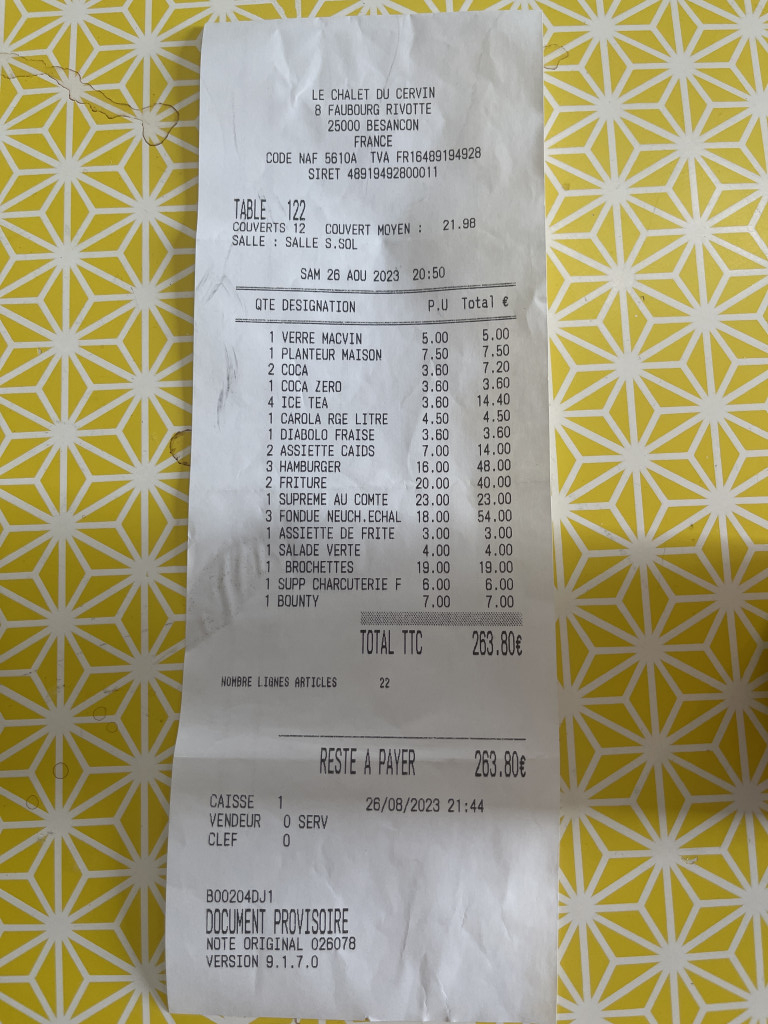 LE CHALET DU CERVIN
8 FAUBOURG RIVOTTE
25000 BESANCON
FRANCE
CODE NAF 5610A TVA FR16489194928
SIRET 48919492800011
TABLE 122
COUVERTS 12 COUVERT MOYEN : 21.98
SALLE : SALLE S.SOL
SAM 26 AOU 2023 20:50
QTE DESIGNATION P.U Total €
1 VERRE MACVIN 5.00 5.00
1 PLANTEUR MAISON 7.50 7.50
2 COCA 3.60 7.20
1 COCA ZERO 3.60 3.60
4 ICE TEA 3.60 14.40
1 CAROLA RGE LITRE 4.50 4.50
1 DIABOLO FRAISE 3.60 3.60
2 ASSIETTE CAIDS 7.00 14.00
3 HAMBURGER 16.00 48.00
2 FRITURE 20.00 40.00
1 SUPREME AU COMTE 23.00 23.00
3 FONDUE NEUCH.ECHAL 18.00 54.00
1 ASSIETTE DE FRITE 3.00 3.00
1 SALADE VERTE 4.00 4.00
1 BROCHETTES 19.00 19.00
1 SUPP CHARCUTERIE F 6.00 6.00
1 BOUNTY 7.00 7.00
TOTAL TTC 263.80€
NOMBRE LIGNES ARTICLES 22
RESTE A PAYER 263.80€
CAISSE 1 26/08/2023 21:44
VENDEUR 0 SERV
CLEF 0
B00204DJ1
DOCUMENT PROVISOIRE
NOTE ORIGINAL 026078
VERSION 9.1.7.0